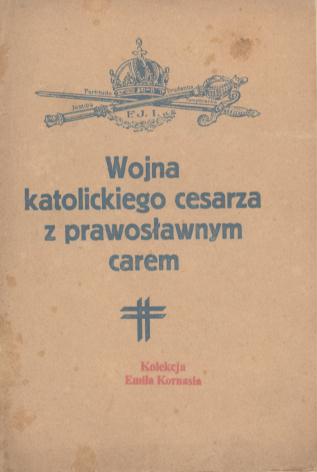 F. J. I.
Wojna
katolickiego cesarza
z prawosławnym
carem
Kolekcja
Emila Kornasia